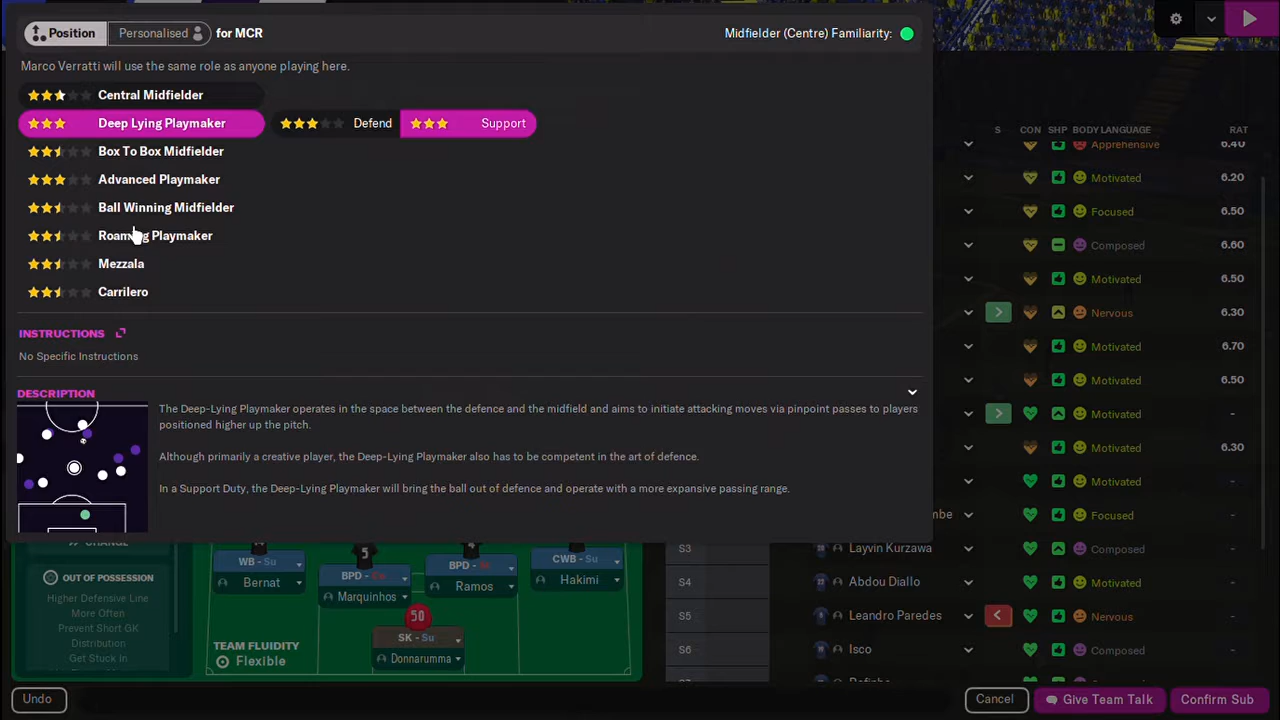 Position Personalised for MCR
Midfielder (Centre) Familiarity:
Marco Verratti will use the same role as anyone playing here.
Central Midfielder
Deep Lying Playmaker Defend Support
Box To Box Midfielder
Advanced Playmaker
Ball Winning Midfielder
Roaming Playmaker
Mezzala
Carrilero
INSTRUCTIONS
No Specific Instructions
DESCRIPTION
The Deep-Lying Playmaker operates in the space between the defence and the midfield and aims to initiate attacking moves via pinpoint passes to players
positioned higher up the pitch.
Although primarily a creative player, the Deep-Lying Playmaker also has to be competent in the art of defence.
In a Support Duty, the Deep-Lying Playmaker will bring the ball out of defence and operate with a more expansive passing range.
S CON SHP BODY LANGUAGE RAT
Apprehensive 6.40
Motivated 6.20
Focused 6.50
Composed 6.60
Motivated 6.50
Nervous 6.30
Motivated 6.70
Motivated 6.50
Motivated -
Motivated 6.30
Motivated -
Focused -
S3 Layvin Kurzawa Composed -
S4 Abdou Diallo Motivated -
S5 Leandro Paredes Nervous -
S6 Isco Composed -
CHANGE
OUT OF POSSESSION
Higher Defensive Line
More Often
Prevent Short GK
Distribution
Get Stuck In
WB - Su
Bernat
5
BPD
Marquinhos
BPD
Ramos
CWB - Su
Hakimi
50
SK - Su
Donnarumma
TEAM FLUIDITY
Flexible
Undo
Cancel Give Team Talk Confirm Sub